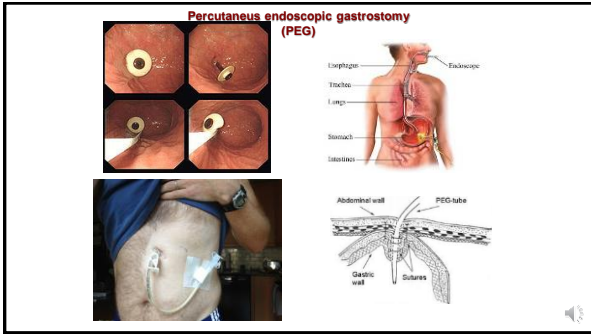 Percutaneus endoscopic gastrostomy
(PEG)
Esophagus
Endoscope
Trachea
Lungs
Stomach
Intestines
Abdominal wall
PEG-tube
Gastric
wall
Sutures